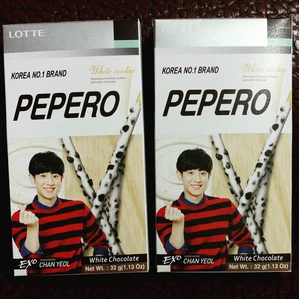 LOTTE
KOREA NO.1 BRAND
White cookie
PEPERO
EXO CHAN YEOL
White Chocolate
Net Wt. : 32 g(1.13 Oz)
KOREA NO.1 BRAND
White cookie
PEPERO
EXO CHAN YEOL
White Chocolate
Net Wt. : 32 g(1.13 Oz)